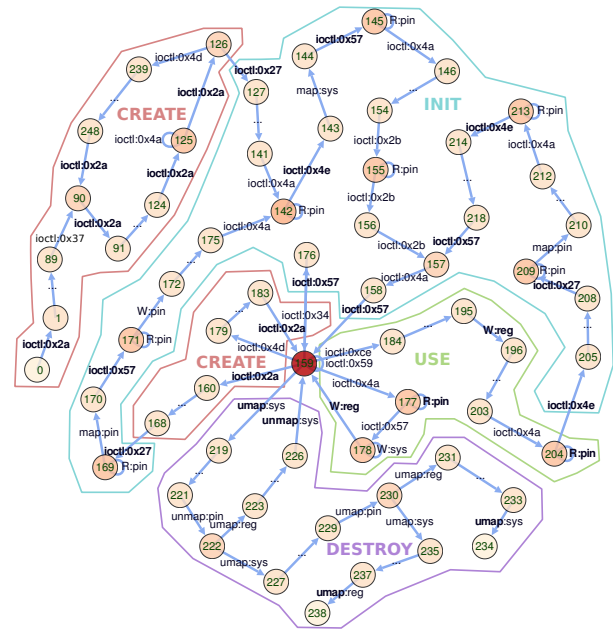 126
145
R:pin
ioctl:0x4d
ioctl:0x57
ioctl:0x4a
239
144
146
ioctl:0x27
127
...
ioctl:0x2a
map:sys
...
CREATE
154
INIT
213
R:pin
248
ioctl:0x4a
125
...
143
ioctl:0x2b
ioctl:0x4e
214
ioctl:0x4a
ioctl:0x2a
141
155
R:pin
212
ioctl:0x2a
ioctl:0x4a
ioctl:0x4e
...
...
90
124
142
R:pin
ioctl:0x2b
ioctl:0x2a
...
ioctl:0x4a
156
218
210
ioctl:0x37
91
175
ioctl:0x2b
ioctl:0x57
map:pin
89
...
176
157
209
R:pin
...
172
ioctl:0x4a
ioctl:0x27
ioctl:0x57
158
208
1
W:pin
183
ioctl:0x34
ioctl:0x57
195
...
...
ioctl:0x2a
179
171
R:pin
...
W:reg
ioctl:0x2a
184
196
ioctl:0x4d
ioctl:0xce
0
CREATE
159
ioctl:0x59
USE
205
ioctl:0x57
ioctl:0x2a
ioctl:0x4a
...
170
160
177
R:pin
ioctl:0x4e
...
W:reg
203
umap:sys
168
unmap:sys
ioctl:0x57
ioctl:0x4a
map:pin
219
226
178
W:sys
204
R:pin
ioctl:0x27
231
169
R:pin
...
...
umap:reg
...
221
223
230
233
unmap:pin
umap:reg
229
umap:pin
umap:sys
umap:sys
222
DESTROY
235
234
umap:sys
...
...
227
237
umap:reg
238